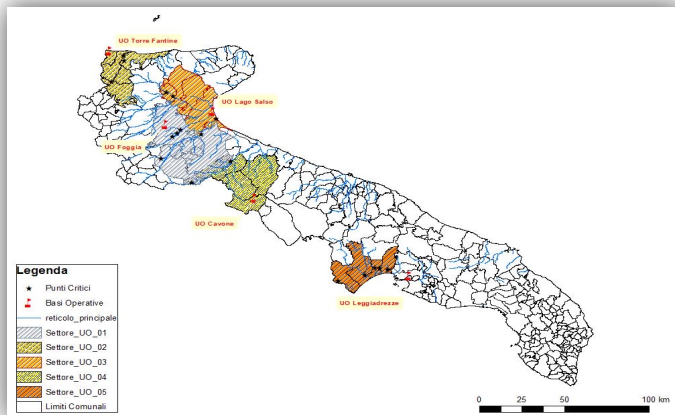 UO Torre Fantine
UO Lago Salso
UO Foggia
UO Cavone
UO Leggiadrezze
Legenda
Punti Critici
Basi Operative
reticolo_principale
Settore_UO_01
Settore_UO_02
Settore_UO_03
Settore_UO_04
Settore_UO_05
Limiti Comunali
0 25 50 100 km